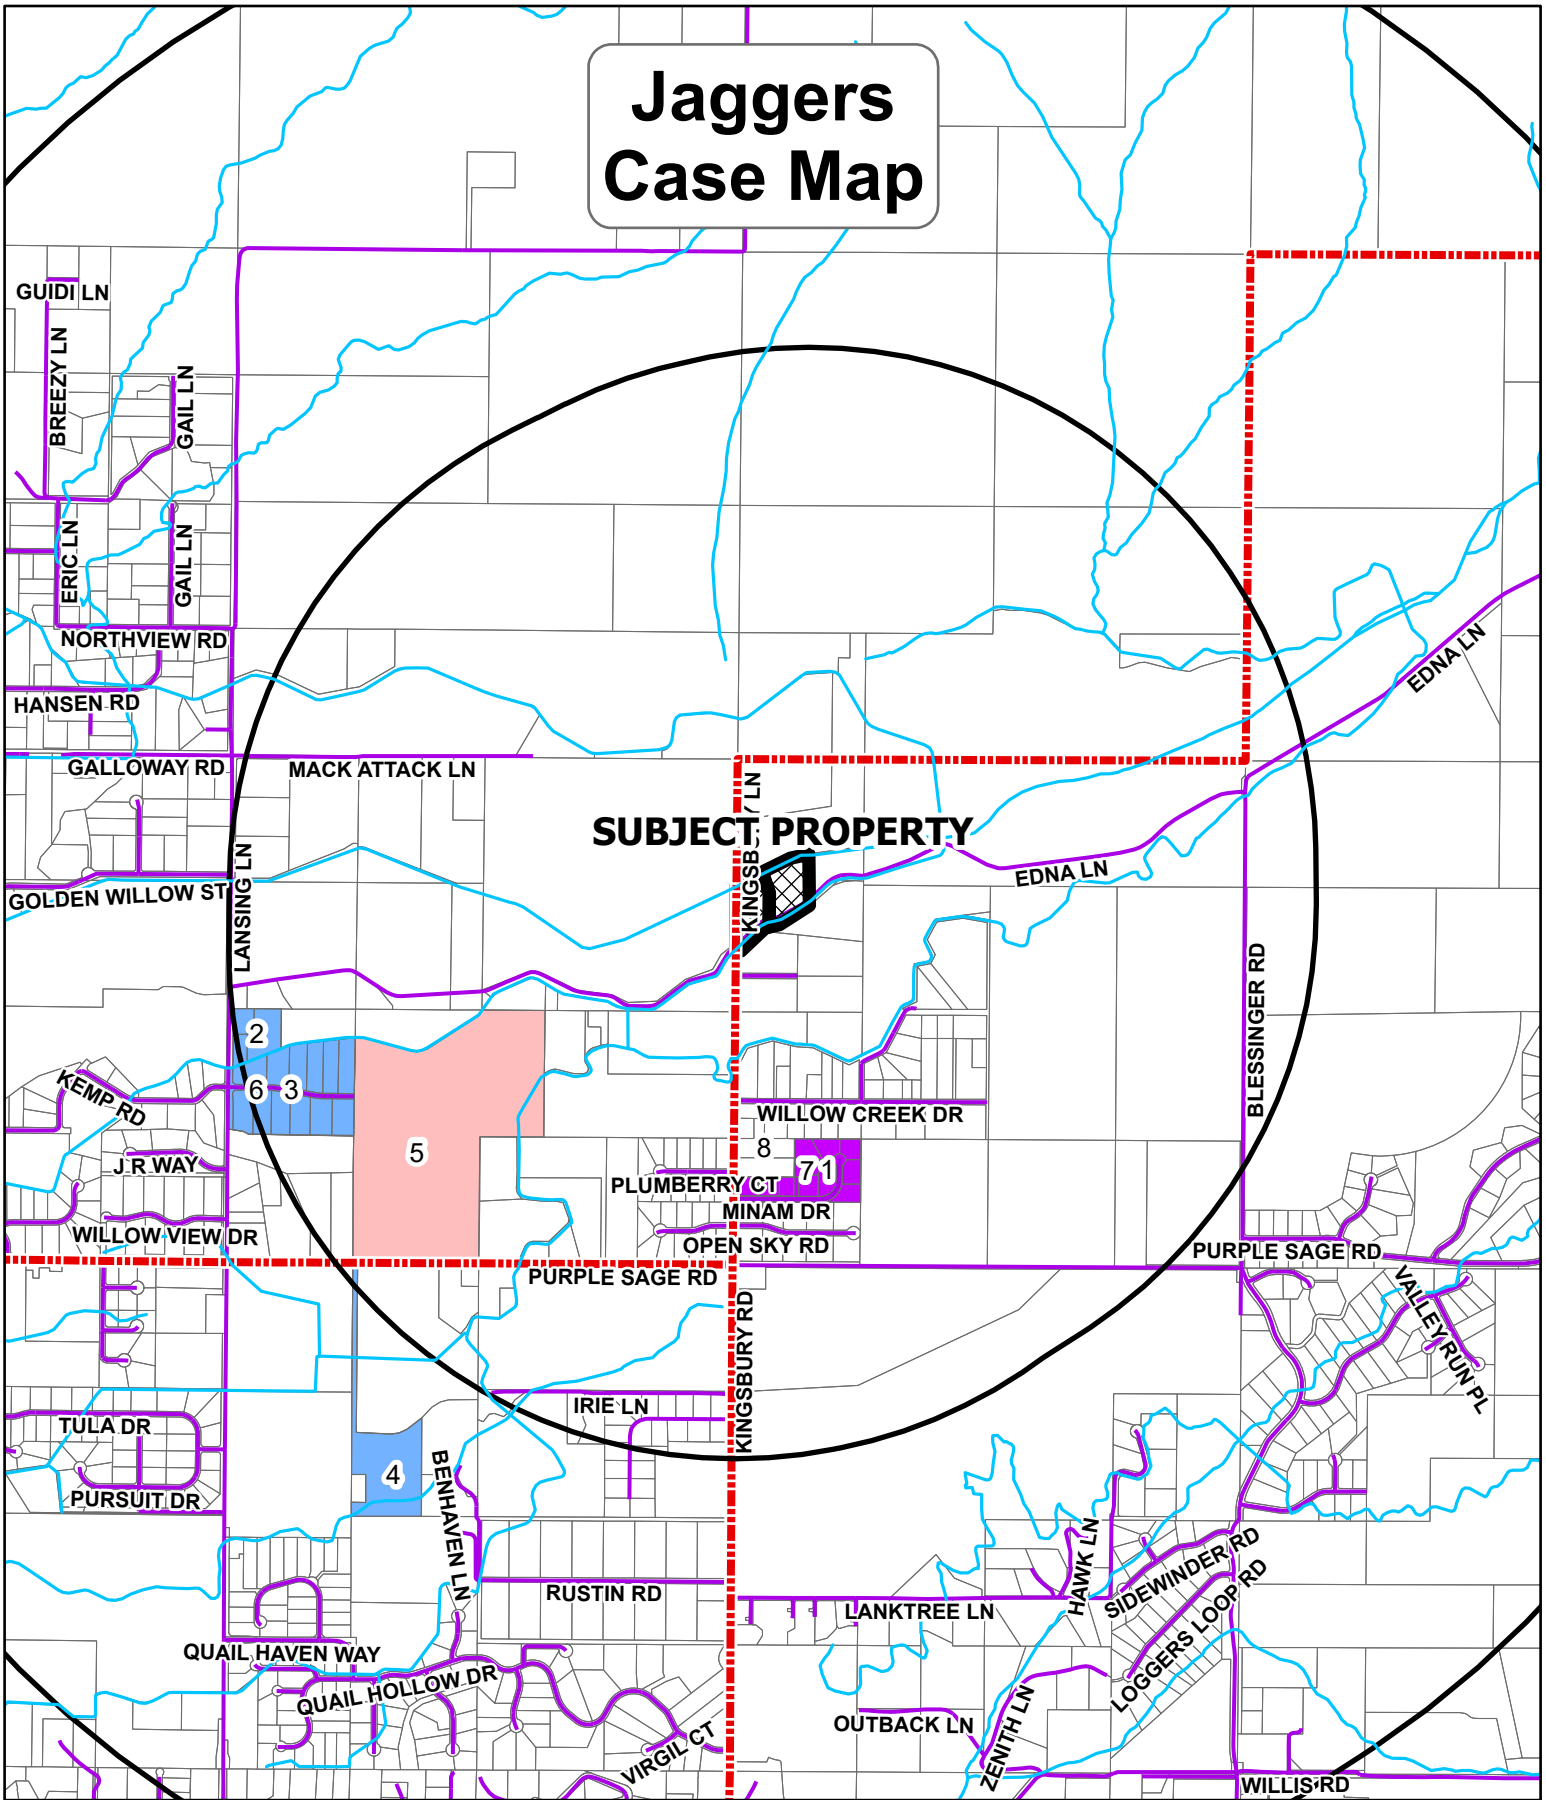 Jaggers
Case Map
GUIDI LN
BREEZY LN
GAIL LN
ERIC LN
GAIL LN
NORTHVIEW RD
HANSEN RD
EDNA LN
GALLOWAY RD
MACK ATTACK LN
KINGSBURY LN
SUBJECT PROPERTY
LANSING LN
EDNA LN
GOLDEN WILLOW ST
BLESSINGER RD
2
6
3
KEMP RD
WILLOW CREEK DR
5
8
7
1
J R WAY
PLUMBERRY CT
MINAM DR
WILLOW VIEW DR
OPEN SKY RD
PURPLE SAGE RD
PURPLE SAGE RD
VALLEY RUN PL
KINGSBURY RD
IRIE LN
TULA DR
4
BENHAVEN LN
PURSUIT DR
HAWK LN
SIDEWINDER RD
RUSTIN RD
LANKTREE LN
LOGGERS LOOP RD
QUAIL HAVEN WAY
QUAIL HOLLOW DR
OUTBACK LN
ZENITH LN
VIRGIL CT
WILLIS RD